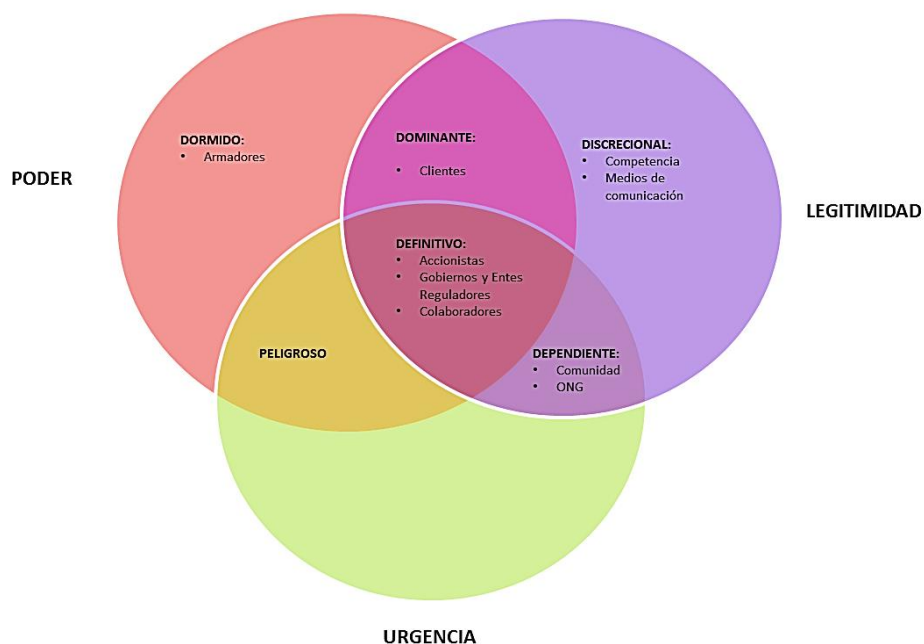 DORMIDO:
• Armadores
DOMINANTE:
• Clientes
DISCRECIONAL:
• Competencia
• Medios de
comunicación
PODER
LEGITIMIDAD
DEFINITIVO:
• Accionistas
• Gobiernos y Entes
Reguladores
• Colaboradores
PELIGROSO
DEPENDIENTE:
• Comunidad
• ONG
URGENCIA